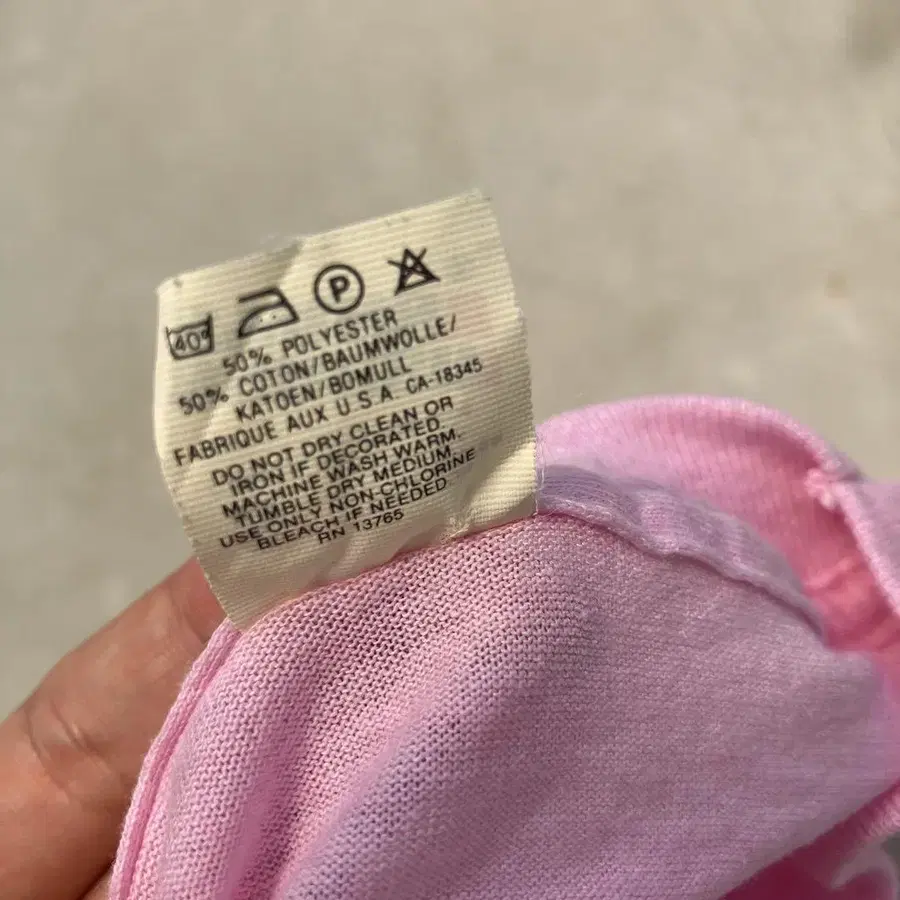 40° P
50% POLYESTER
50% COTON/BAUMWOLLE/
KATOEN/BOMULL
FABRIQUE AUX U.S.A CA-18345
DO NOT DRY CLEAN OR
IRON IF DECORATED.
MACHINE WASH WARM.
TUMBLE DRY MEDIUM.
USE ONLY NON-CHLORINE
BLEACH IF NEEDED.
RN 13765